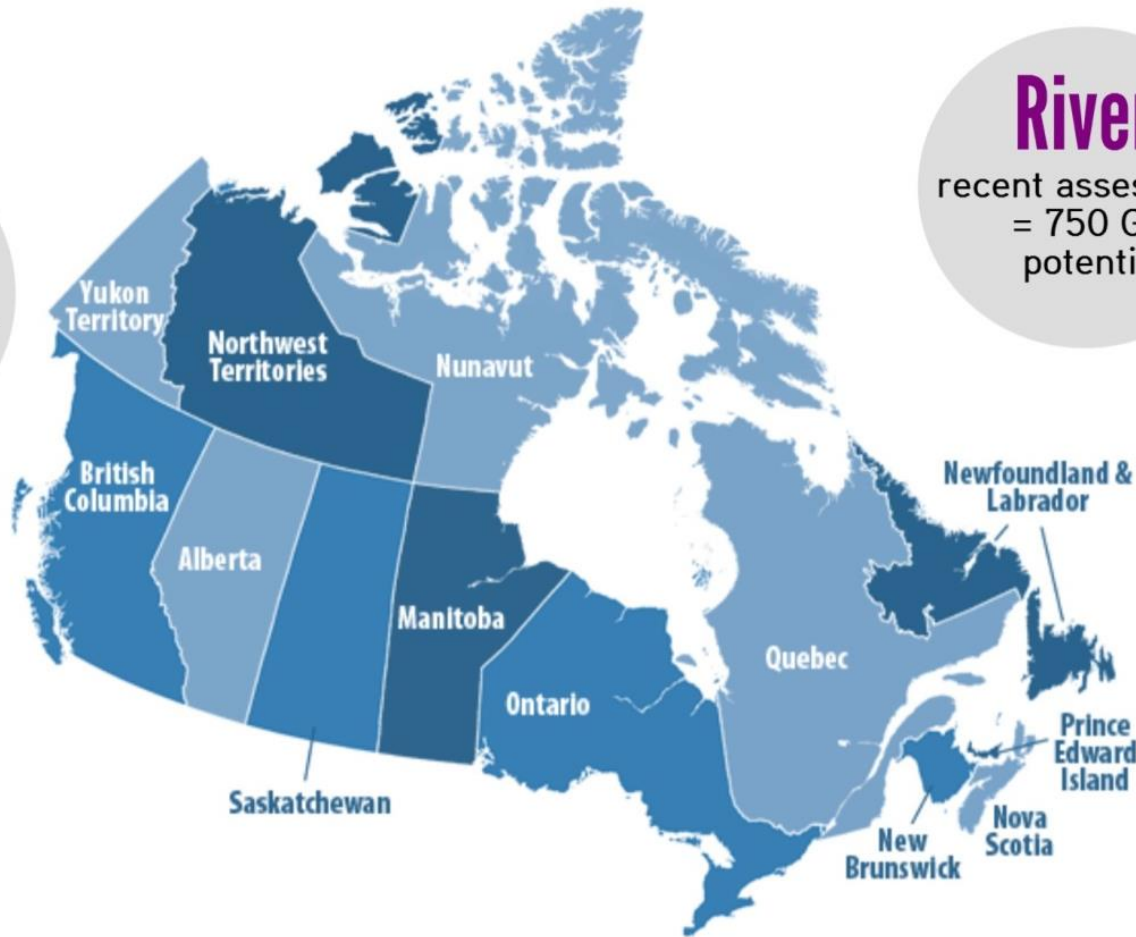 River
recent asses
= 750 G
potenti
Yukon
Territory
Northwest
Territories
Nunavut
British
Columbia
Alberta
Manitoba
Ontario
Quebec
Newfoundland &
Labrador
Saskatchewan
Prince
Edward
Island
Nova
Scotia
New
Brunswick